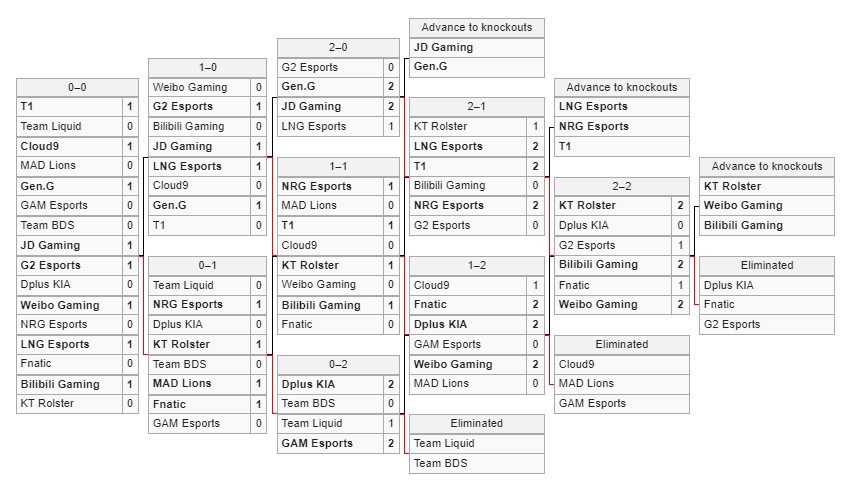 0–0
T1 1
Team Liquid 0
Cloud9 1
MAD Lions 0
Gen.G 1
GAM Esports 0
Team BDS 0
JD Gaming 1
G2 Esports 1
Dplus KIA 0
Weibo Gaming 1
NRG Esports 0
LNG Esports 1
Fnatic 0
Bilibili Gaming 1
KT Rolster 0
1–0
Weibo Gaming 0
G2 Esports 1
Bilibili Gaming 0
JD Gaming 1
LNG Esports 1
Cloud9 0
Gen.G 1
T1 0
0–1
Team Liquid 0
NRG Esports 1
Dplus KIA 0
KT Rolster 1
Team BDS 0
MAD Lions 1
Fnatic 1
GAM Esports 0
2–0
G2 Esports 0
Gen.G 2
JD Gaming 2
LNG Esports 1
1–1
NRG Esports 1
MAD Lions 0
T1 1
Cloud9 0
KT Rolster 1
Weibo Gaming 0
Bilibili Gaming 1
Fnatic 0
0–2
Dplus KIA 2
Team BDS 0
Team Liquid 1
GAM Esports 2
Advance to knockouts
JD Gaming
Gen.G
2–1
KT Rolster 1
LNG Esports 2
T1 2
Bilibili Gaming 0
NRG Esports 2
G2 Esports 0
1–2
Cloud9 1
Fnatic 2
Dplus KIA 2
GAM Esports 0
Weibo Gaming 2
MAD Lions 0
Eliminated
Team Liquid
Team BDS
Advance to knockouts
LNG Esports
NRG Esports
T1
2–2
KT Rolster 2
Dplus KIA 0
G2 Esports 1
Bilibili Gaming 2
Fnatic 1
Weibo Gaming 2
Eliminated
Cloud9
MAD Lions
GAM Esports
Advance to knockouts
KT Rolster
Weibo Gaming
Bilibili Gaming
Eliminated
Dplus KIA
Fnatic
G2 Esports